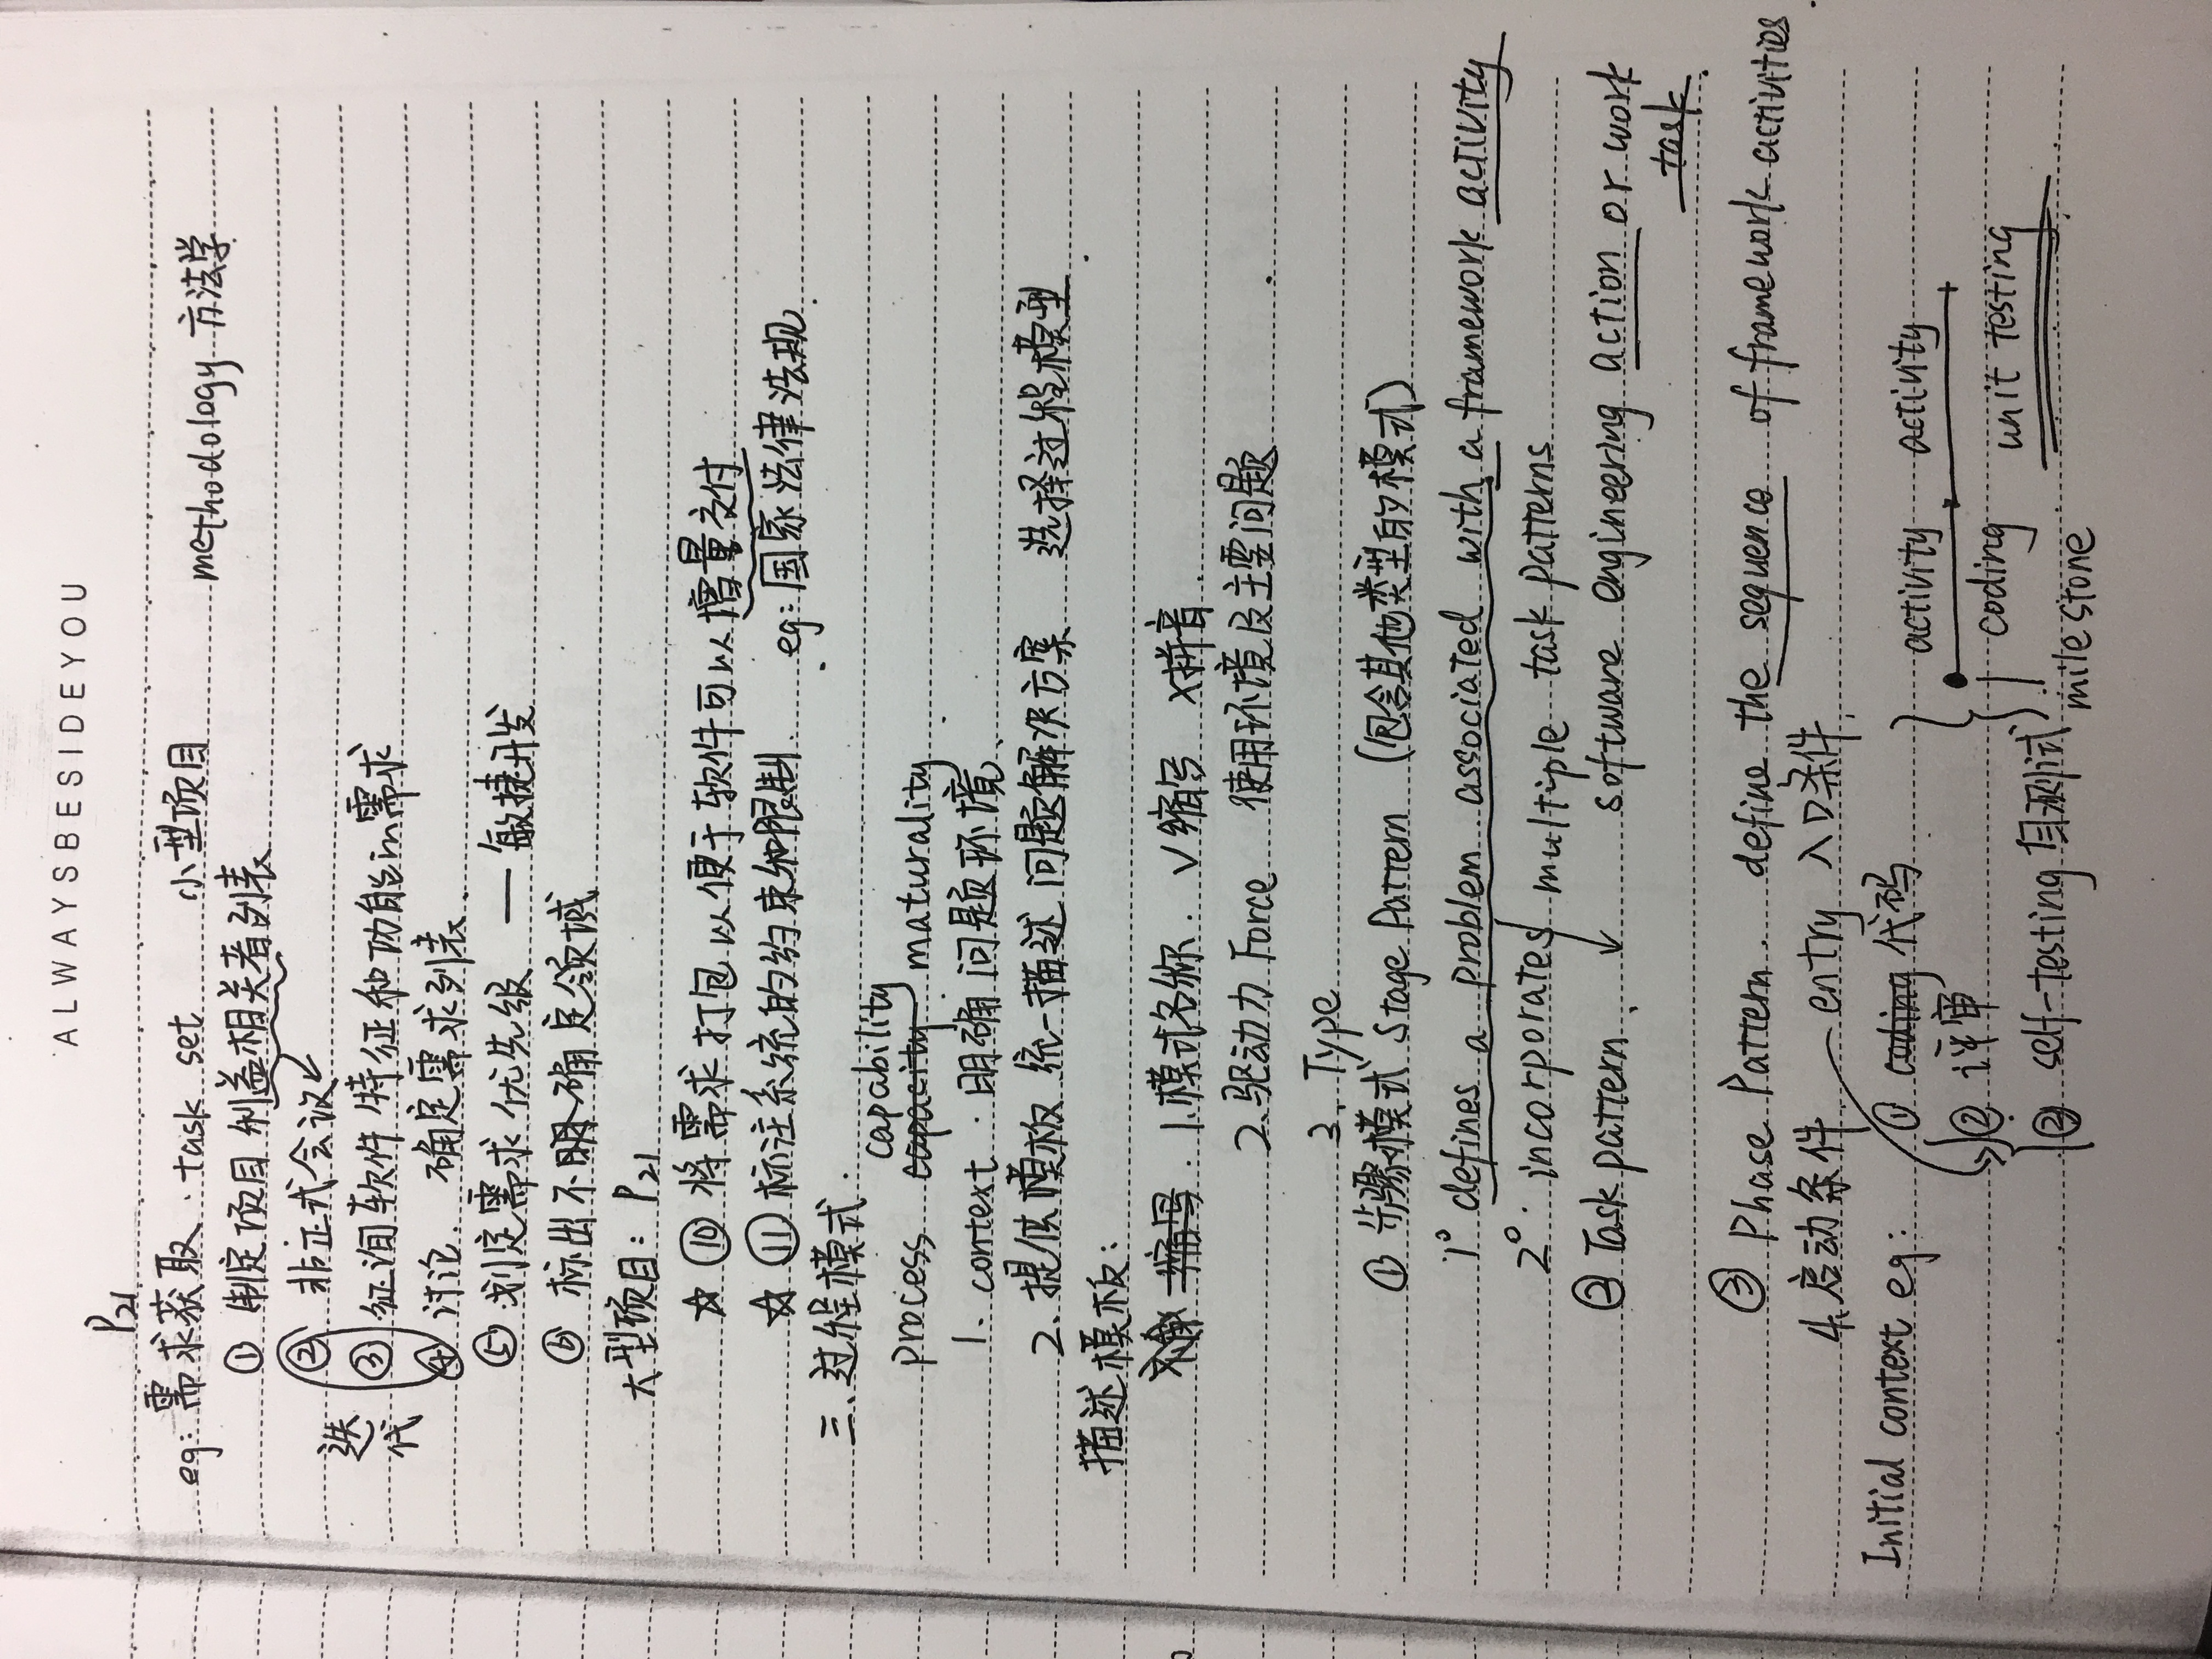 ALWAYSBESIDEYOU
P21
eg: 需求获取. task set 小型项目 methodology 方法学
① 制定项目利益相关者列表
② 非正式会议
迭代
③ 征询软件特征和功能in需求
④ 讨论. 确定需求列表.
⑤ 划定需求优先级 — 敏捷开发
⑥ 标出不明确定领域
大型项目: P21
☆ ⑩ 将需求打包以便于软件可以增量交付
☆ ⑪ 标注系统的约束和限制. eg: 国家法律法规.
三、过程模式.
capability
process capacity maturality
1. context. 明确问题环境、
2. 提供模板 统一描述 问题解决方案 选择过程模型
描述模板:
缩写. 1.模式名称. √缩写 ×拼音.
2.驱动力 Force 使用环境及主要问题
3. Type
① 步骤模式 Stage Pattern (包含其他类型的模式)
1° defines a problem associated with a framework activity
2°. incorporates multiple task patterns
② Task pattern. software engineering action or work
task.
③ Phase Pattern. define the sequence of framework activities
4.启动条件. entry 入口条件.
Initial context eg: ① coding 代码
activity activity
② 评审
coding unit testing
② self-testing 自测试
milestone